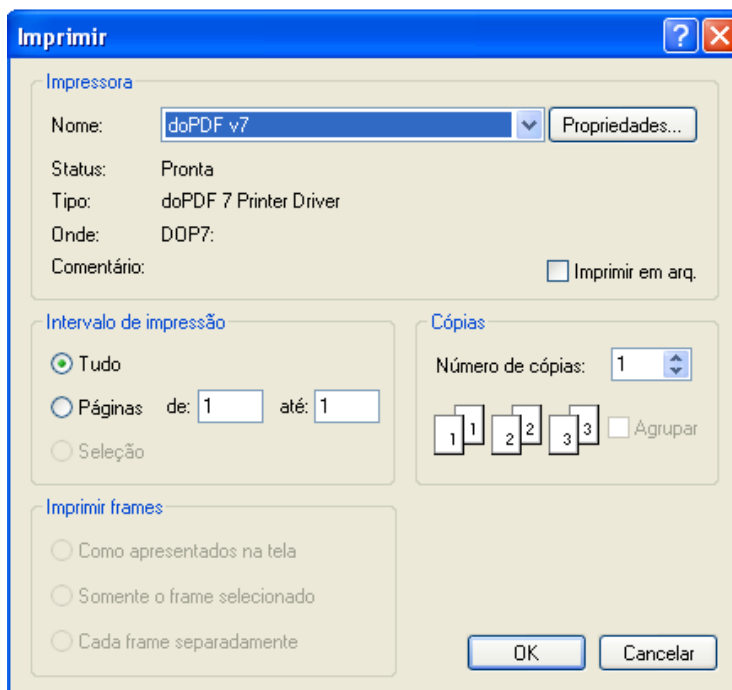 Imprimir
Impressora
Nome: doPDF v7 Propriedades...
Status: Pronta
Tipo: doPDF 7 Printer Driver
Onde: DOP7:
Comentário: Imprimir em arq.
Intervalo de impressão
Tudo
Páginas de: 1 até: 1
Seleção
Cópias
Número de cópias: 1
1 1 2 2 3 3 Agrupar
Imprimir frames
Como apresentados na tela
Somente o frame selecionado
Cada frame separadamente
OK Cancelar